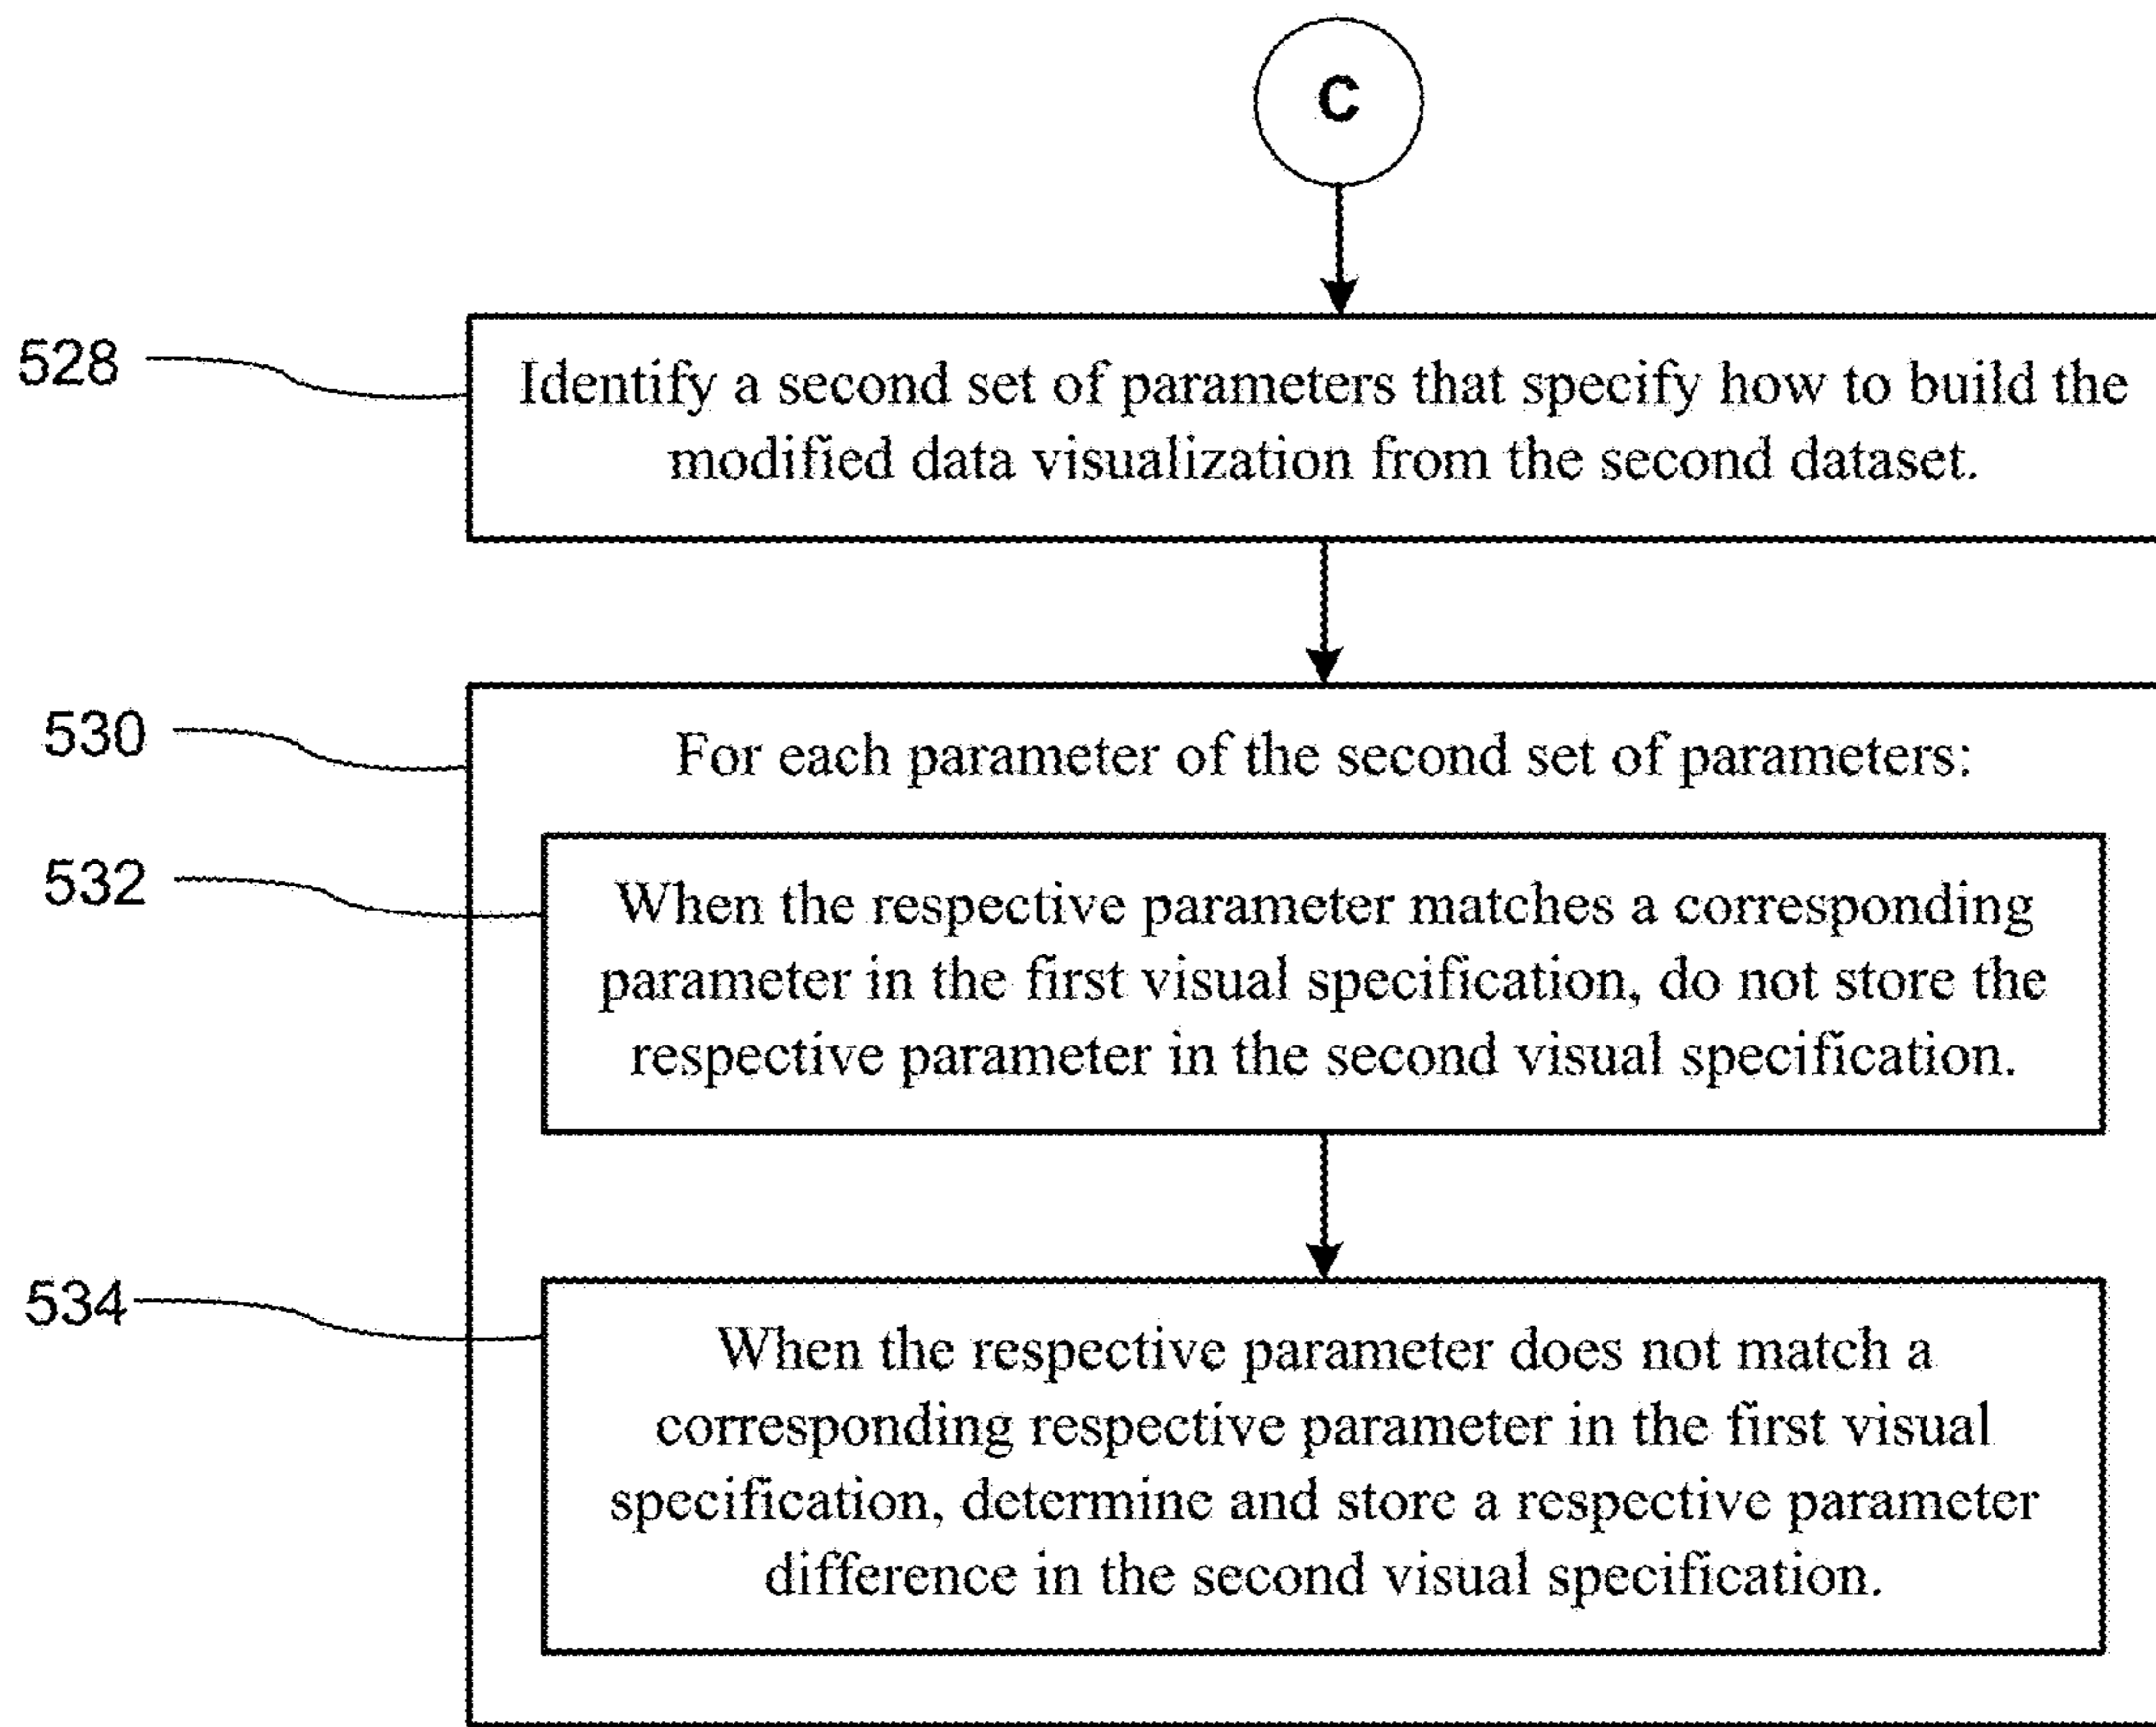 C
528
Identify a second set of parameters that specify how to build the
modified data visualization from the second dataset.
530
For each parameter of the second set of parameters:
532
When the respective parameter matches a corresponding
parameter in the first visual specification, do not store the
respective parameter in the second visual specification.
534
When the respective parameter does not match a
corresponding respective parameter in the first visual
specification, determine and store a respective parameter
difference in the second visual specification.